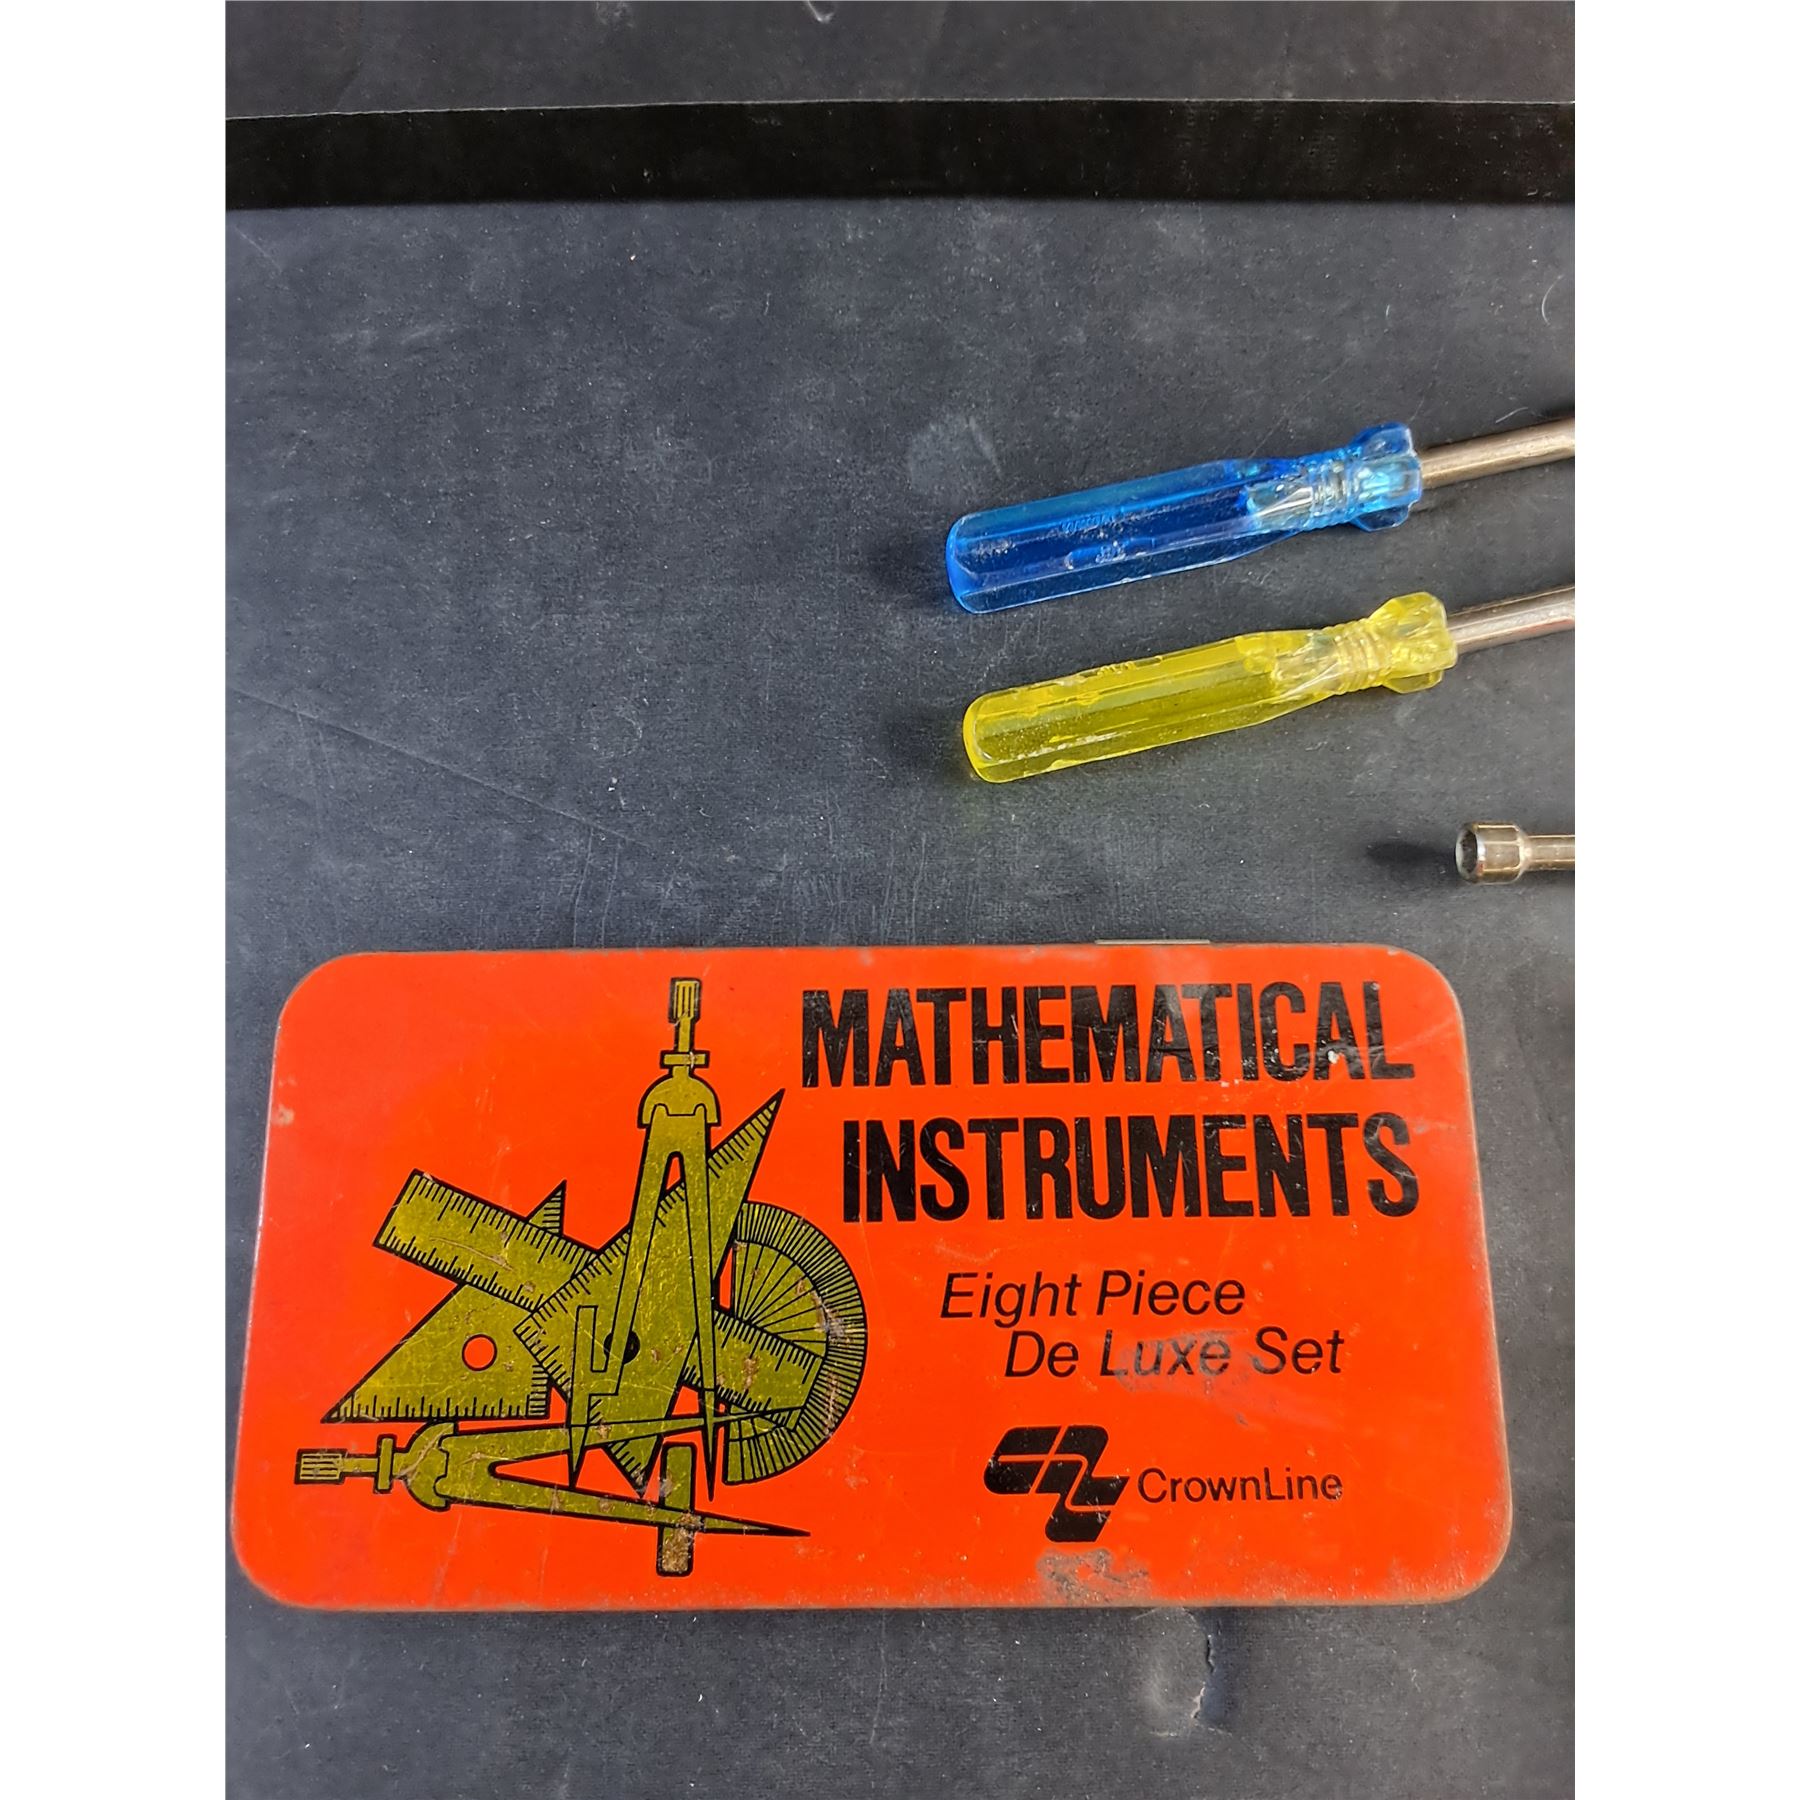 MATHEMATICAL
INSTRUMENTS
Eight Piece
De Luxe Set
CrownLine